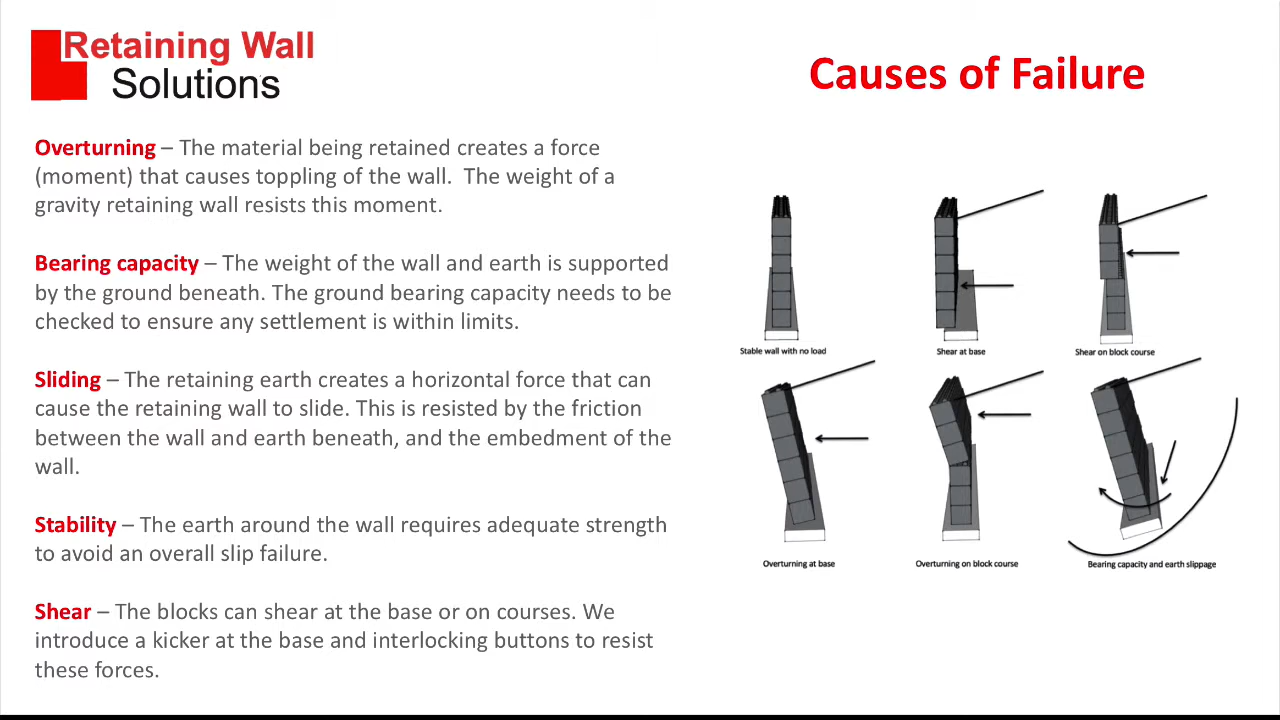 Retaining Wall
Solutions
Causes of Failure
Overturning – The material being retained creates a force
(moment) that causes toppling of the wall.  The weight of a
gravity retaining wall resists this moment.
Bearing capacity – The weight of the wall and earth is supported
by the ground beneath. The ground bearing capacity needs to be
checked to ensure any settlement is within limits.
Sliding – The retaining earth creates a horizontal force that can
cause the retaining wall to slide. This is resisted by the friction
between the wall and earth beneath, and the embedment of the
wall.
Stability – The earth around the wall requires adequate strength
to avoid an overall slip failure.
Shear – The blocks can shear at the base or on courses. We
introduce a kicker at the base and interlocking buttons to resist
these forces.
Stable wall with no load
Shear at base
Shear on block course
Overturning at base
Overturning on block course
Bearing capacity and earth slippage